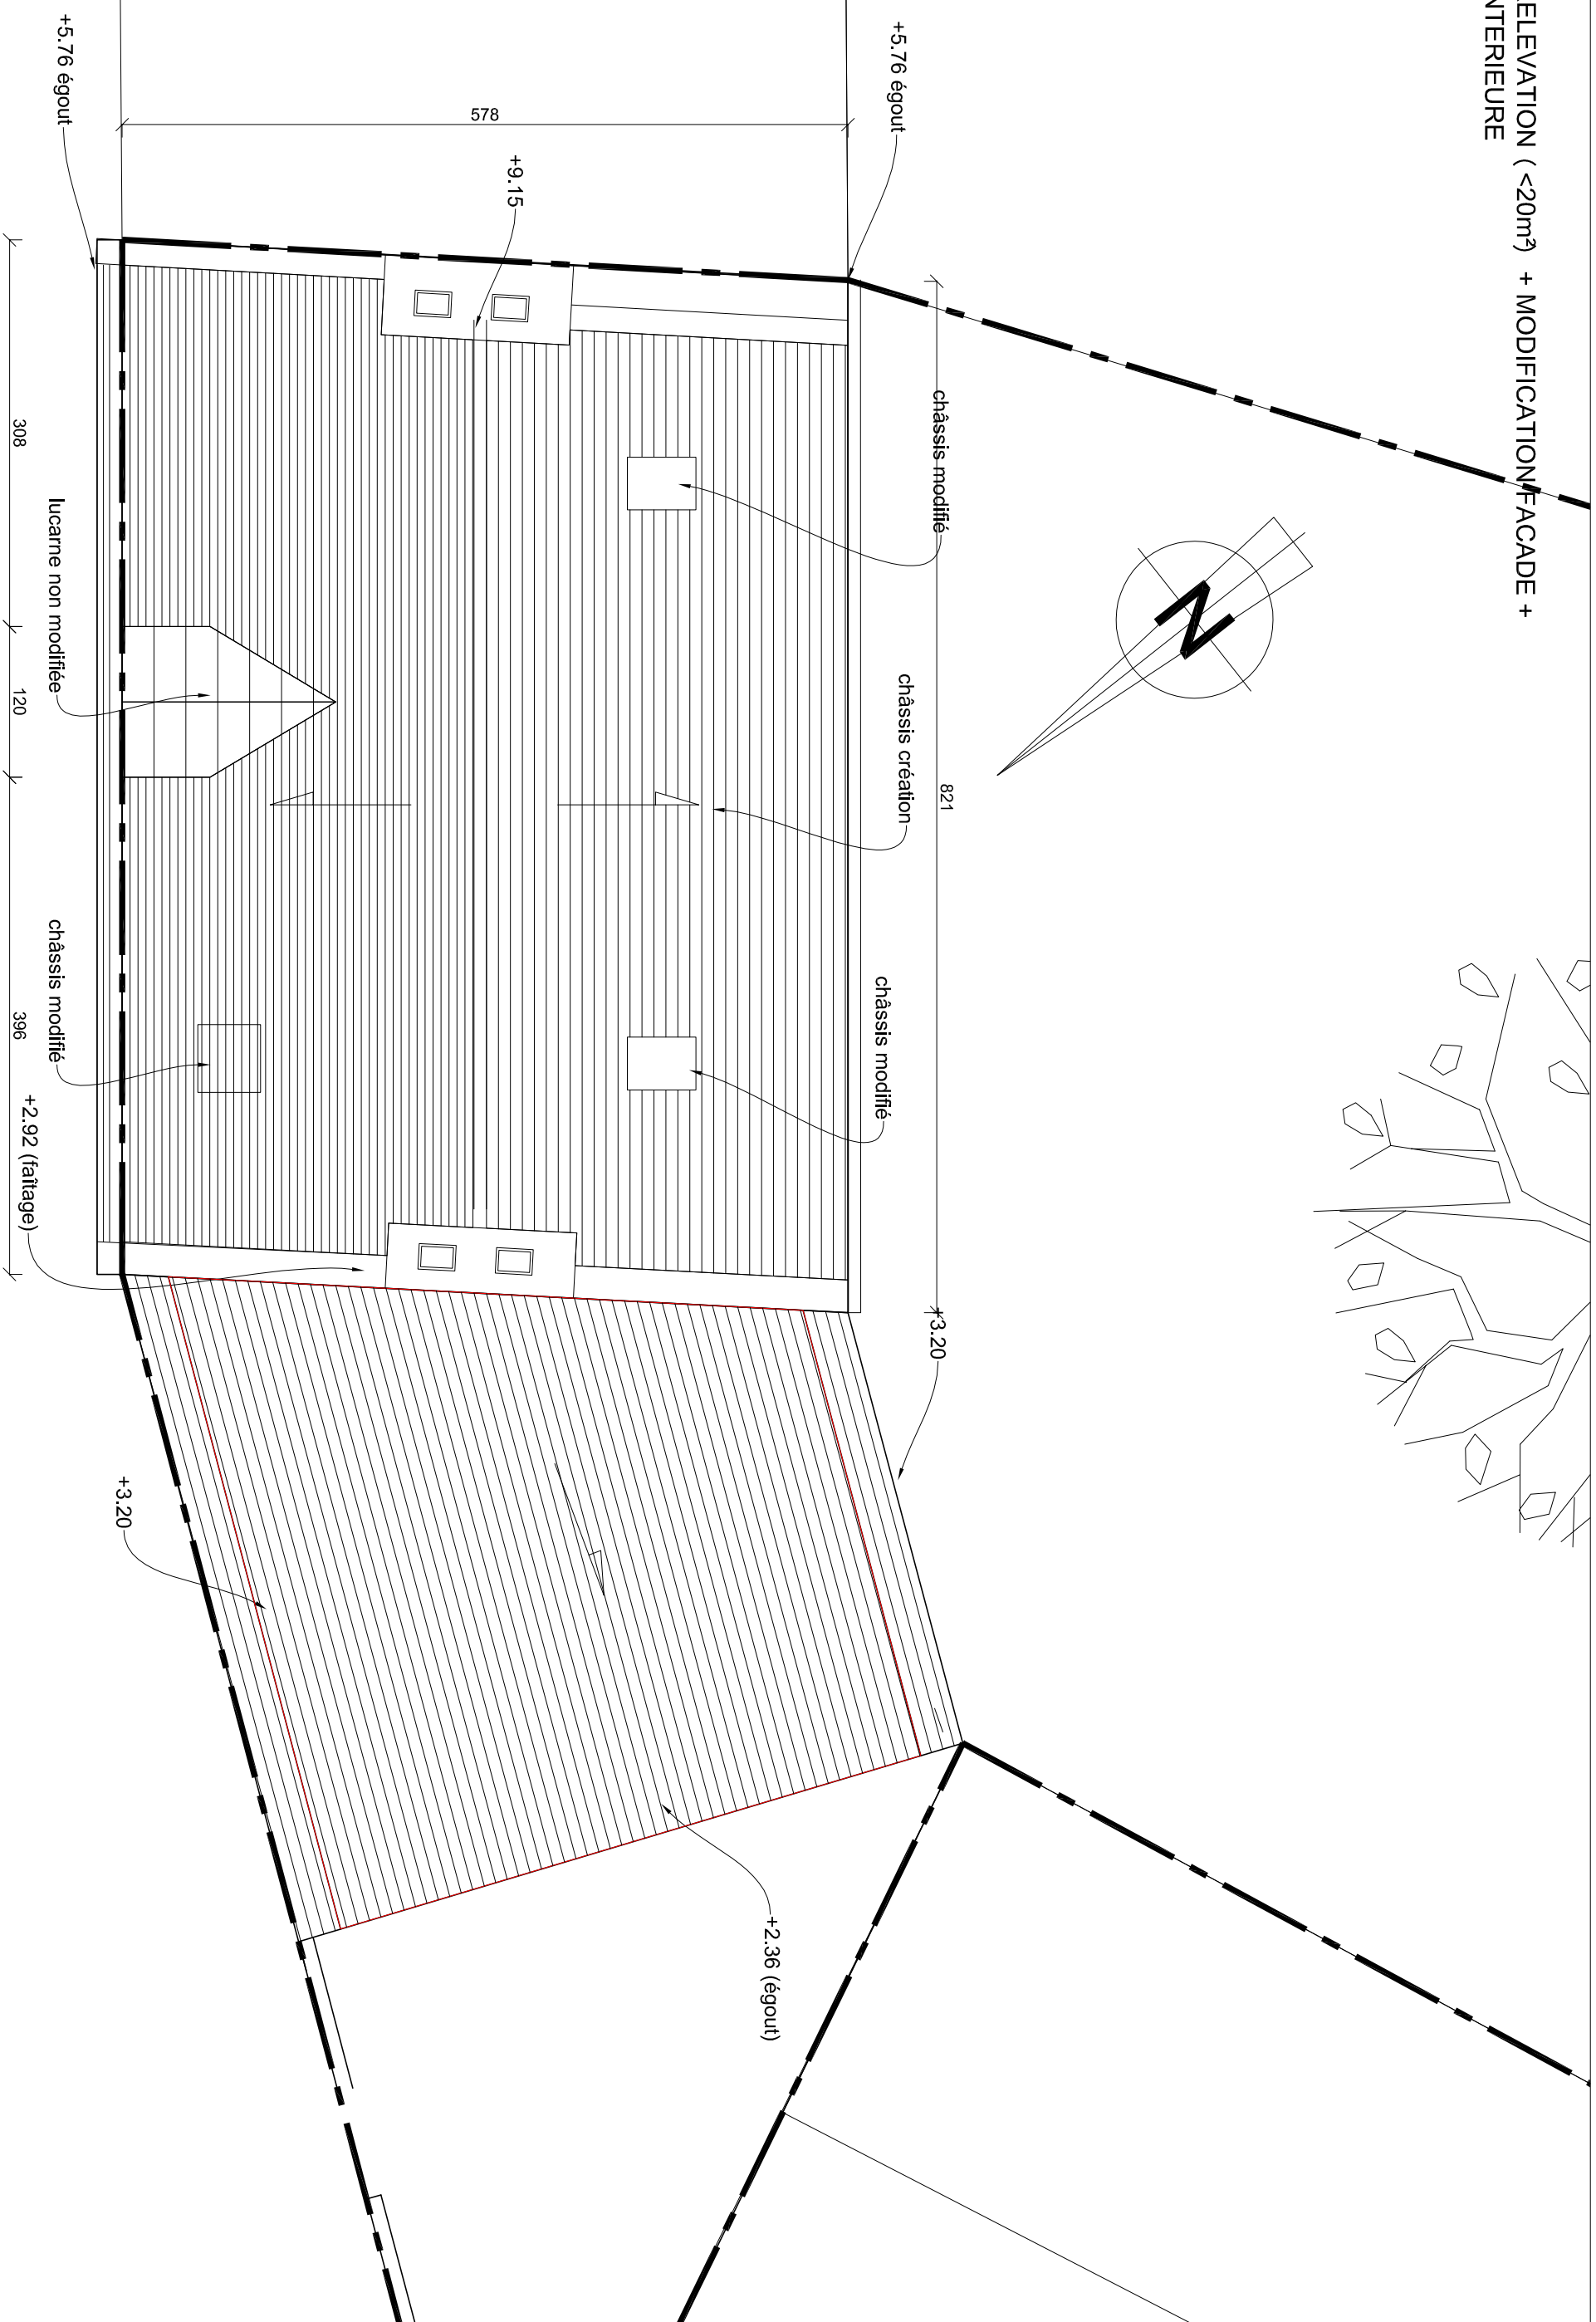 .ELEVATION ( <20m²) + MODIFICATION FACADE +
NTERIEURE
+5.76 égout
+5.76 égout
578
+9.15
châssis modifié
821
châssis création
châssis modifié
N
308
120
396
lucarne non modifiée
châssis modifié
+2.92 (faîtage)
+3.20
+3.20
+2.36 (égout)